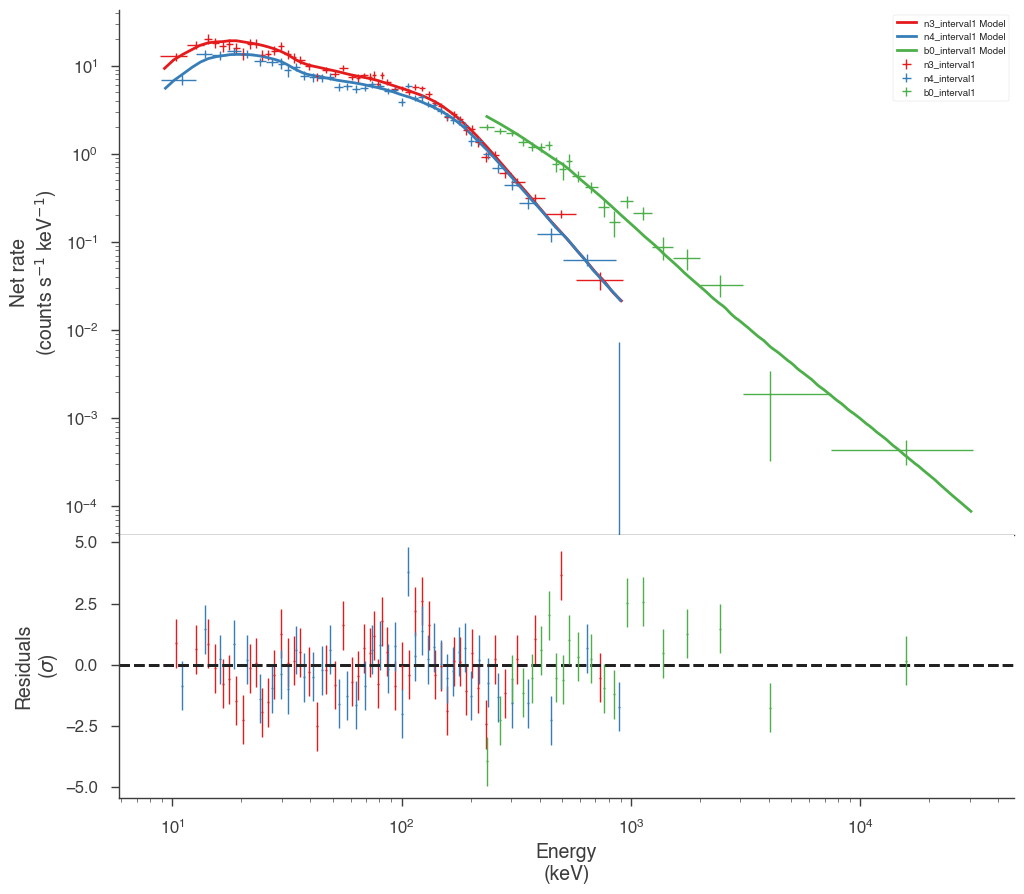 n3_interval1 Model
n4_interval1 Model
b0_interval1 Model
n3_interval1
n4_interval1
b0_interval1
Net rate
(counts s⁻¹ keV⁻¹)
10¹
10⁰
10⁻¹
10⁻²
10⁻³
10⁻⁴
Residuals
(σ)
5.0
2.5
0.0
−2.5
−5.0
10¹ 10² 10³ 10⁴
Energy
(keV)